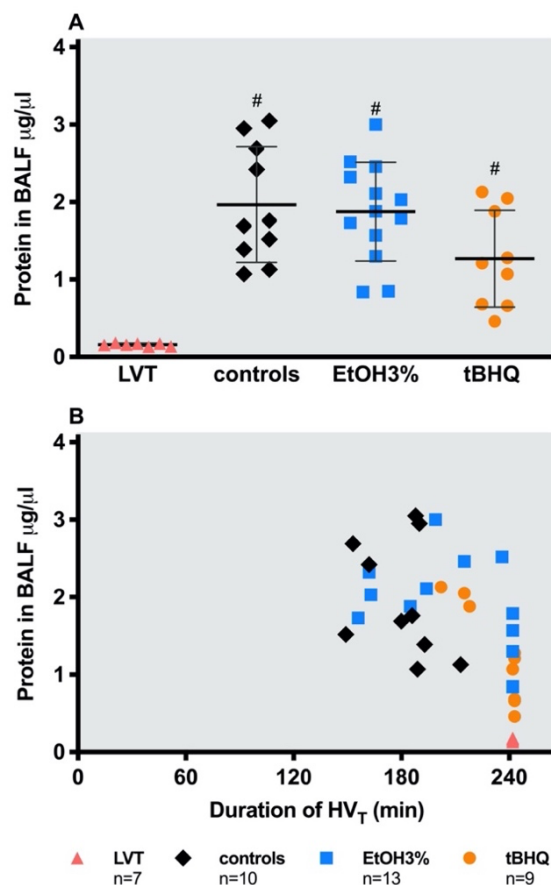 A
Protein in BALF µg/µl
4
3
2
1
0
#
#
#
LVT controls EtOH3% tBHQ
B
Protein in BALF µg/µl
4
3
2
1
0
0 60 120 180 240
Duration of HVT (min)
LVT controls EtOH3% tBHQ
n=7 n=10 n=13 n=9